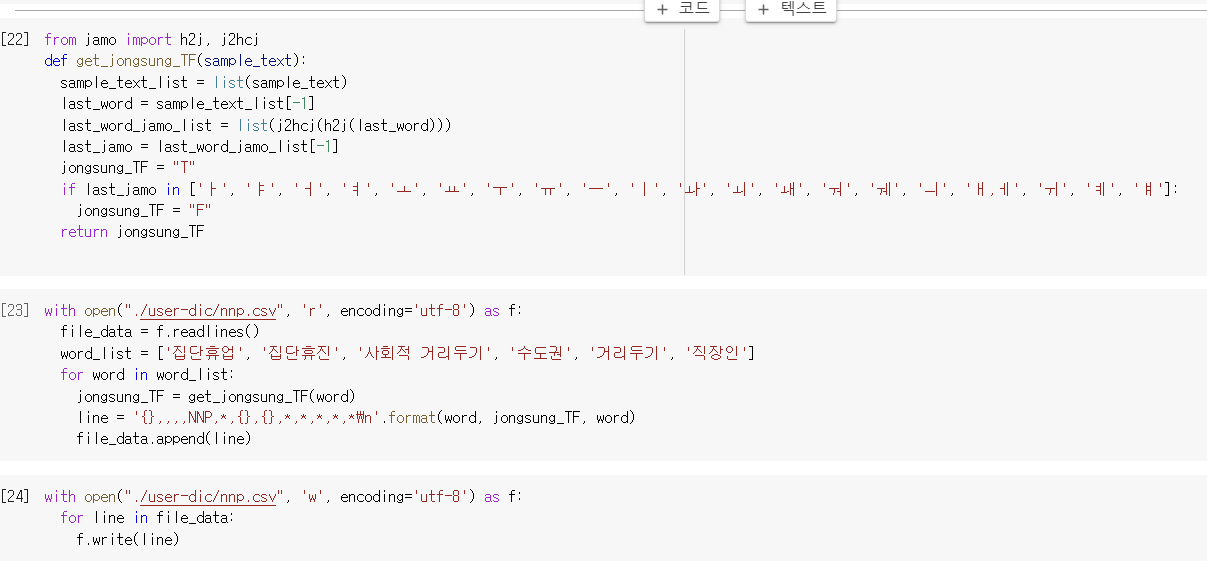 + 코드 + 텍스트
[22] from jamo import h2j, j2hcj
def get_jongsung_TF(sample_text):
sample_text_list = list(sample_text)
last_word = sample_text_list[-1]
last_word_jamo_list = list(j2hcj(h2j(last_word)))
last_jamo = last_word_jamo_list[-1]
jongsung_TF = "T"
if last_jamo in ['ㅏ', 'ㅑ', 'ㅓ', 'ㅕ', 'ㅗ', 'ㅛ', 'ㅜ', 'ㅠ', 'ㅡ', 'ㅣ', 'ㅘ', 'ㅚ', 'ㅙ', 'ㅝ', 'ㅞ', 'ㅢ', 'ㅐ,ㅔ', 'ㅟ', 'ㅖ', 'ㅒ']:
jongsung_TF = "F"
return jongsung_TF
[23] with open("./user-dic/nnp.csv", 'r', encoding='utf-8') as f:
file_data = f.readlines()
word_list = ['집단휴업', '집단휴진', '사회적 거리두기', '수도권', '거리두기', '직장인']
for word in word_list:
jongsung_TF = get_jongsung_TF(word)
line = '{},,,,NNP,*,{},{},*,*,*,*,*₩n'.format(word, jongsung_TF, word)
file_data.append(line)
[24] with open("./user-dic/nnp.csv", 'w', encoding='utf-8') as f:
for line in file_data:
f.write(line)